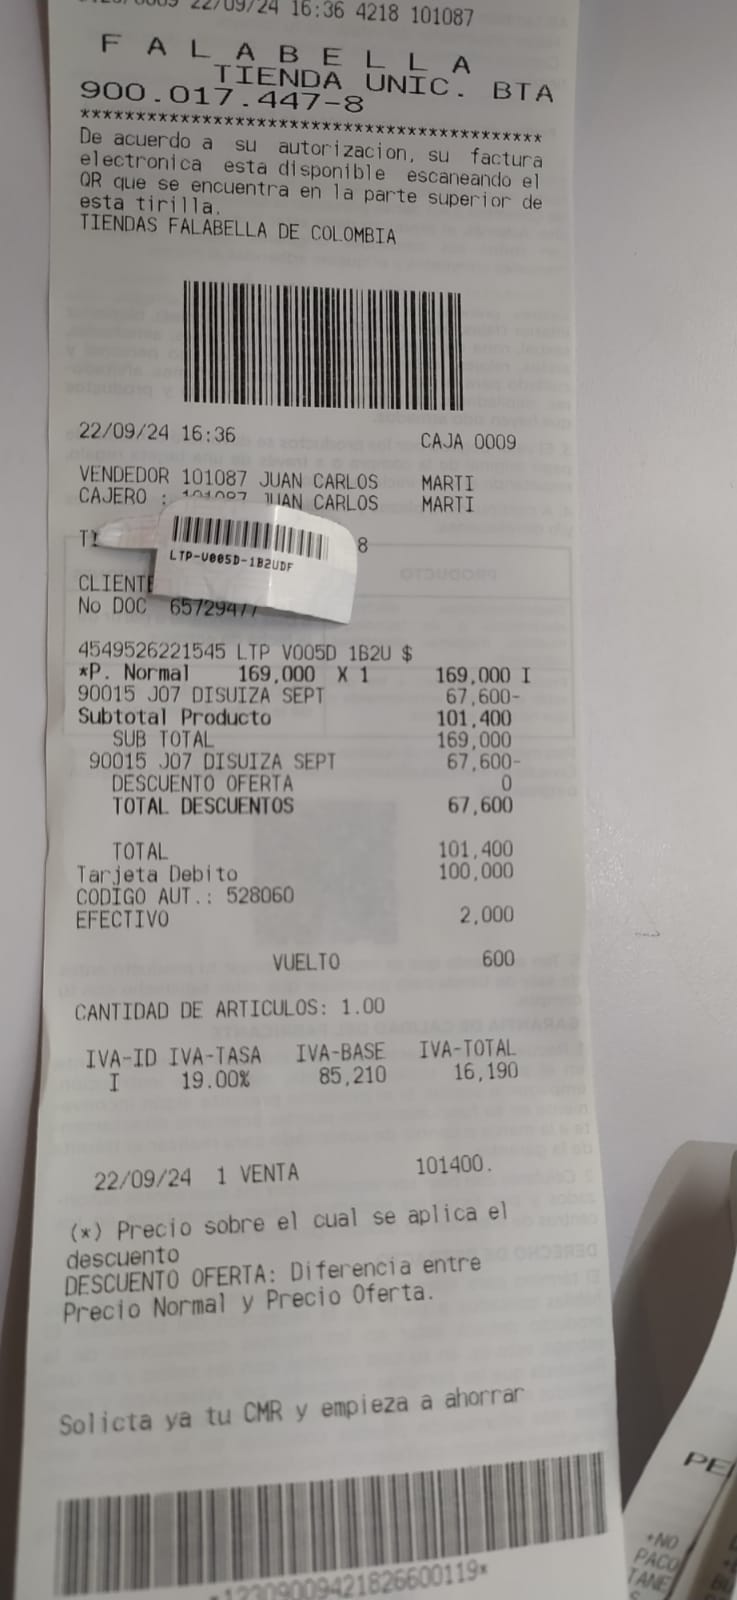 22/09/24 16:36 4218 101087
F A L A B E L L A
TIENDA UNIC. BTA
900.017.447-8
******************************************
De acuerdo a su autorizacion, su factura
electronica esta disponible escaneando el
QR que se encuentra en la parte superior de
esta tirilla.
TIENDAS FALABELLA DE COLOMBIA
22/09/24 16:36 CAJA 0009
VENDEDOR 101087 JUAN CARLOS MARTI
CAJERO : 101087 JUAN CARLOS MARTI
8
LTP-V005D-1B2UDF
CLIENTE
No DOC 65729477
4549526221545 LTP V005D 1B2U $
*P. Normal 169,000 X 1 169,000 I
90015 J07 DISUIZA SEPT 67,600-
Subtotal Producto 101,400
SUB TOTAL 169,000
90015 J07 DISUIZA SEPT 67,600-
DESCUENTO OFERTA 0
TOTAL DESCUENTOS 67,600
TOTAL 101,400
Tarjeta Debito 100,000
CODIGO AUT.: 528060
EFECTIVO 2,000
VUELTO 600
CANTIDAD DE ARTICULOS: 1.00
IVA-ID IVA-TASA IVA-BASE IVA-TOTAL
I 19.00% 85,210 16,190
22/09/24 1 VENTA 101400.
(*) Precio sobre el cual se aplica el
descuento
DESCUENTO OFERTA: Diferencia entre
Precio Normal y Precio Oferta.
Solicta ya tu CMR y empieza a ahorrar
PE
+NO
PACO
TANE